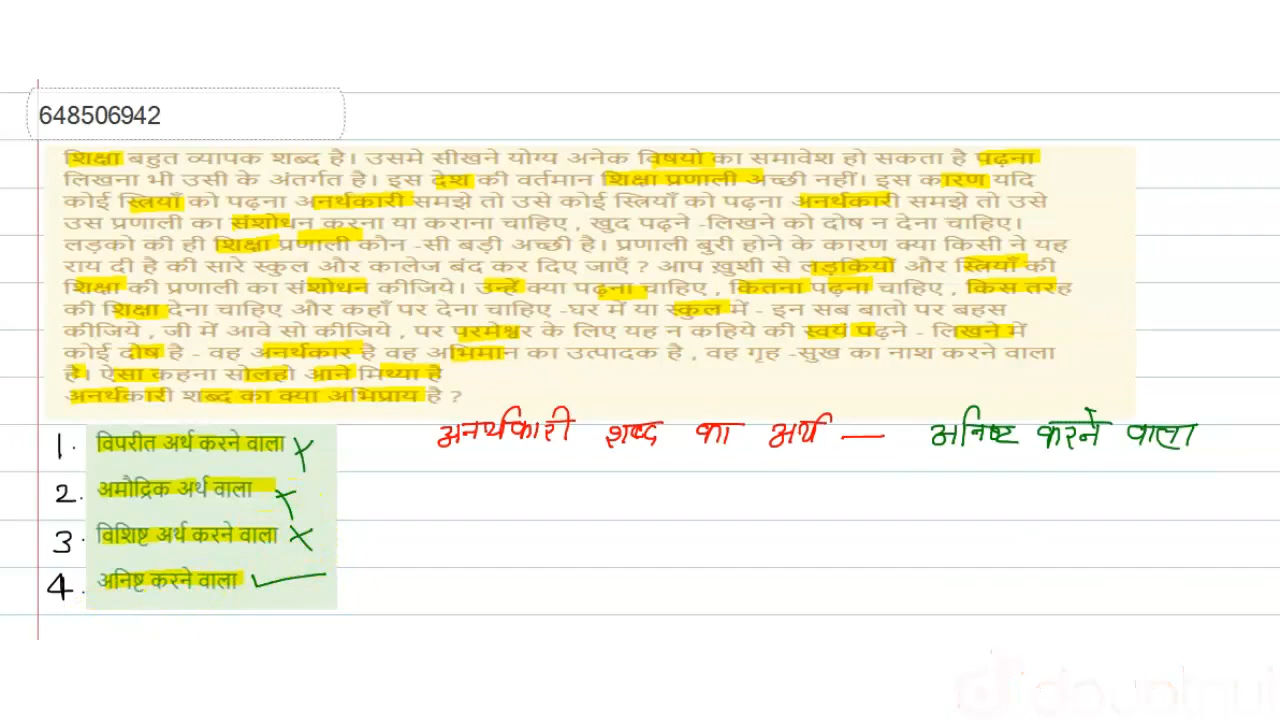 648506942
शिक्षा बहुत व्यापक शब्द है। उसमे सीखने योग्य अनेक विषयो का समावेश हो सकता है पढ़ना
लिखना भी उसी के अंतर्गत है। इस देश की वर्तमान शिक्षा प्रणाली अच्छी नहीं। इस कारण यदि
कोई स्त्रियाँ को पढ़ना अनर्थकारी समझे तो उसे कोई स्त्रियाँ को पढ़ना अनर्थकारी समझे तो उसे
उस प्रणाली का संशोधन करना या कराना चाहिए , खुद पढ़ने -लिखने को दोष न देना चाहिए।
लड़को की ही शिक्षा प्रणाली कौन -सी बड़ी अच्छी है। प्रणाली बुरी होने के कारण क्या किसी ने यह
राय दी है की सारे स्कुल और कालेज बंद कर दिए जाएँ ? आप ख़ुशी से लड़कियो और स्त्रियाँ की
शिक्षा की प्रणाली का संशोधन कीजिये। उन्हें क्या पढ़ना चाहिए , कितना पढ़ना चाहिए , किस तरह
की शिक्षा देना चाहिए और कहाँ पर देना चाहिए -घर में या स्कुल में - इन सब बातो पर बहस
कीजिये , जी में आवे सो कीजिये , पर परमेश्वर के लिए यह न कहिये की स्वयं पढ़ने - लिखने में
कोई दोष है - वह अनर्थकार है वह अभिमान का उत्पादक है , वह गृह -सुख का नाश करने वाला
है। ऐसा कहना सोलहो आने मिथ्या है
अनर्थकारी शब्द का क्या अभिप्राय है ?
अनर्थकारी शब्द का अर्थ — अनिष्ट करने वाला
1. विपरीत अर्थ करने वाला
2. अमौद्रिक अर्थ वाला
3. विशिष्ट अर्थ करने वाला
4. अनिष्ट करने वाला
doubtnut